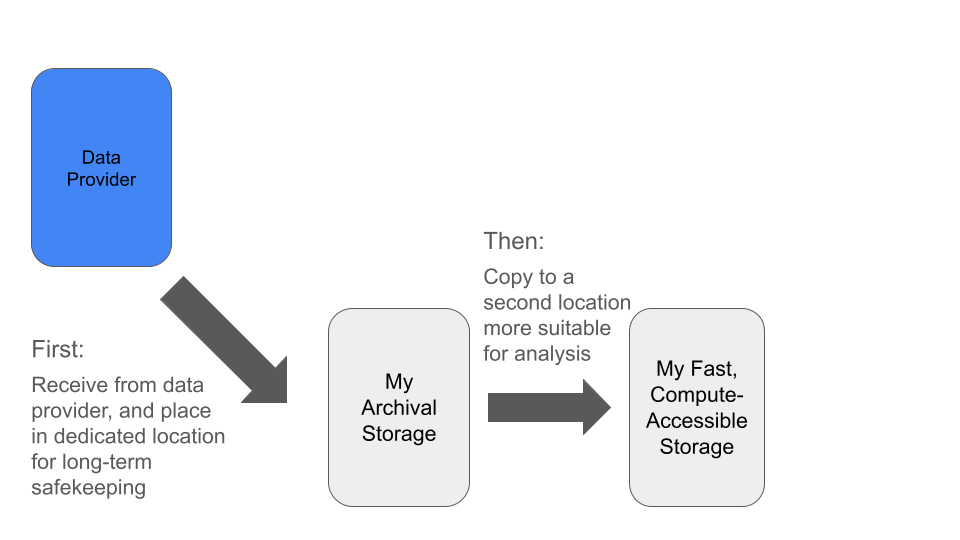 Data
Provider
First:
Receive from data
provider, and place
in dedicated location
for long-term
safekeeping
My
Archival
Storage
Then:
Copy to a
second location
more suitable
for analysis
My Fast,
Compute-
Accessible
Storage